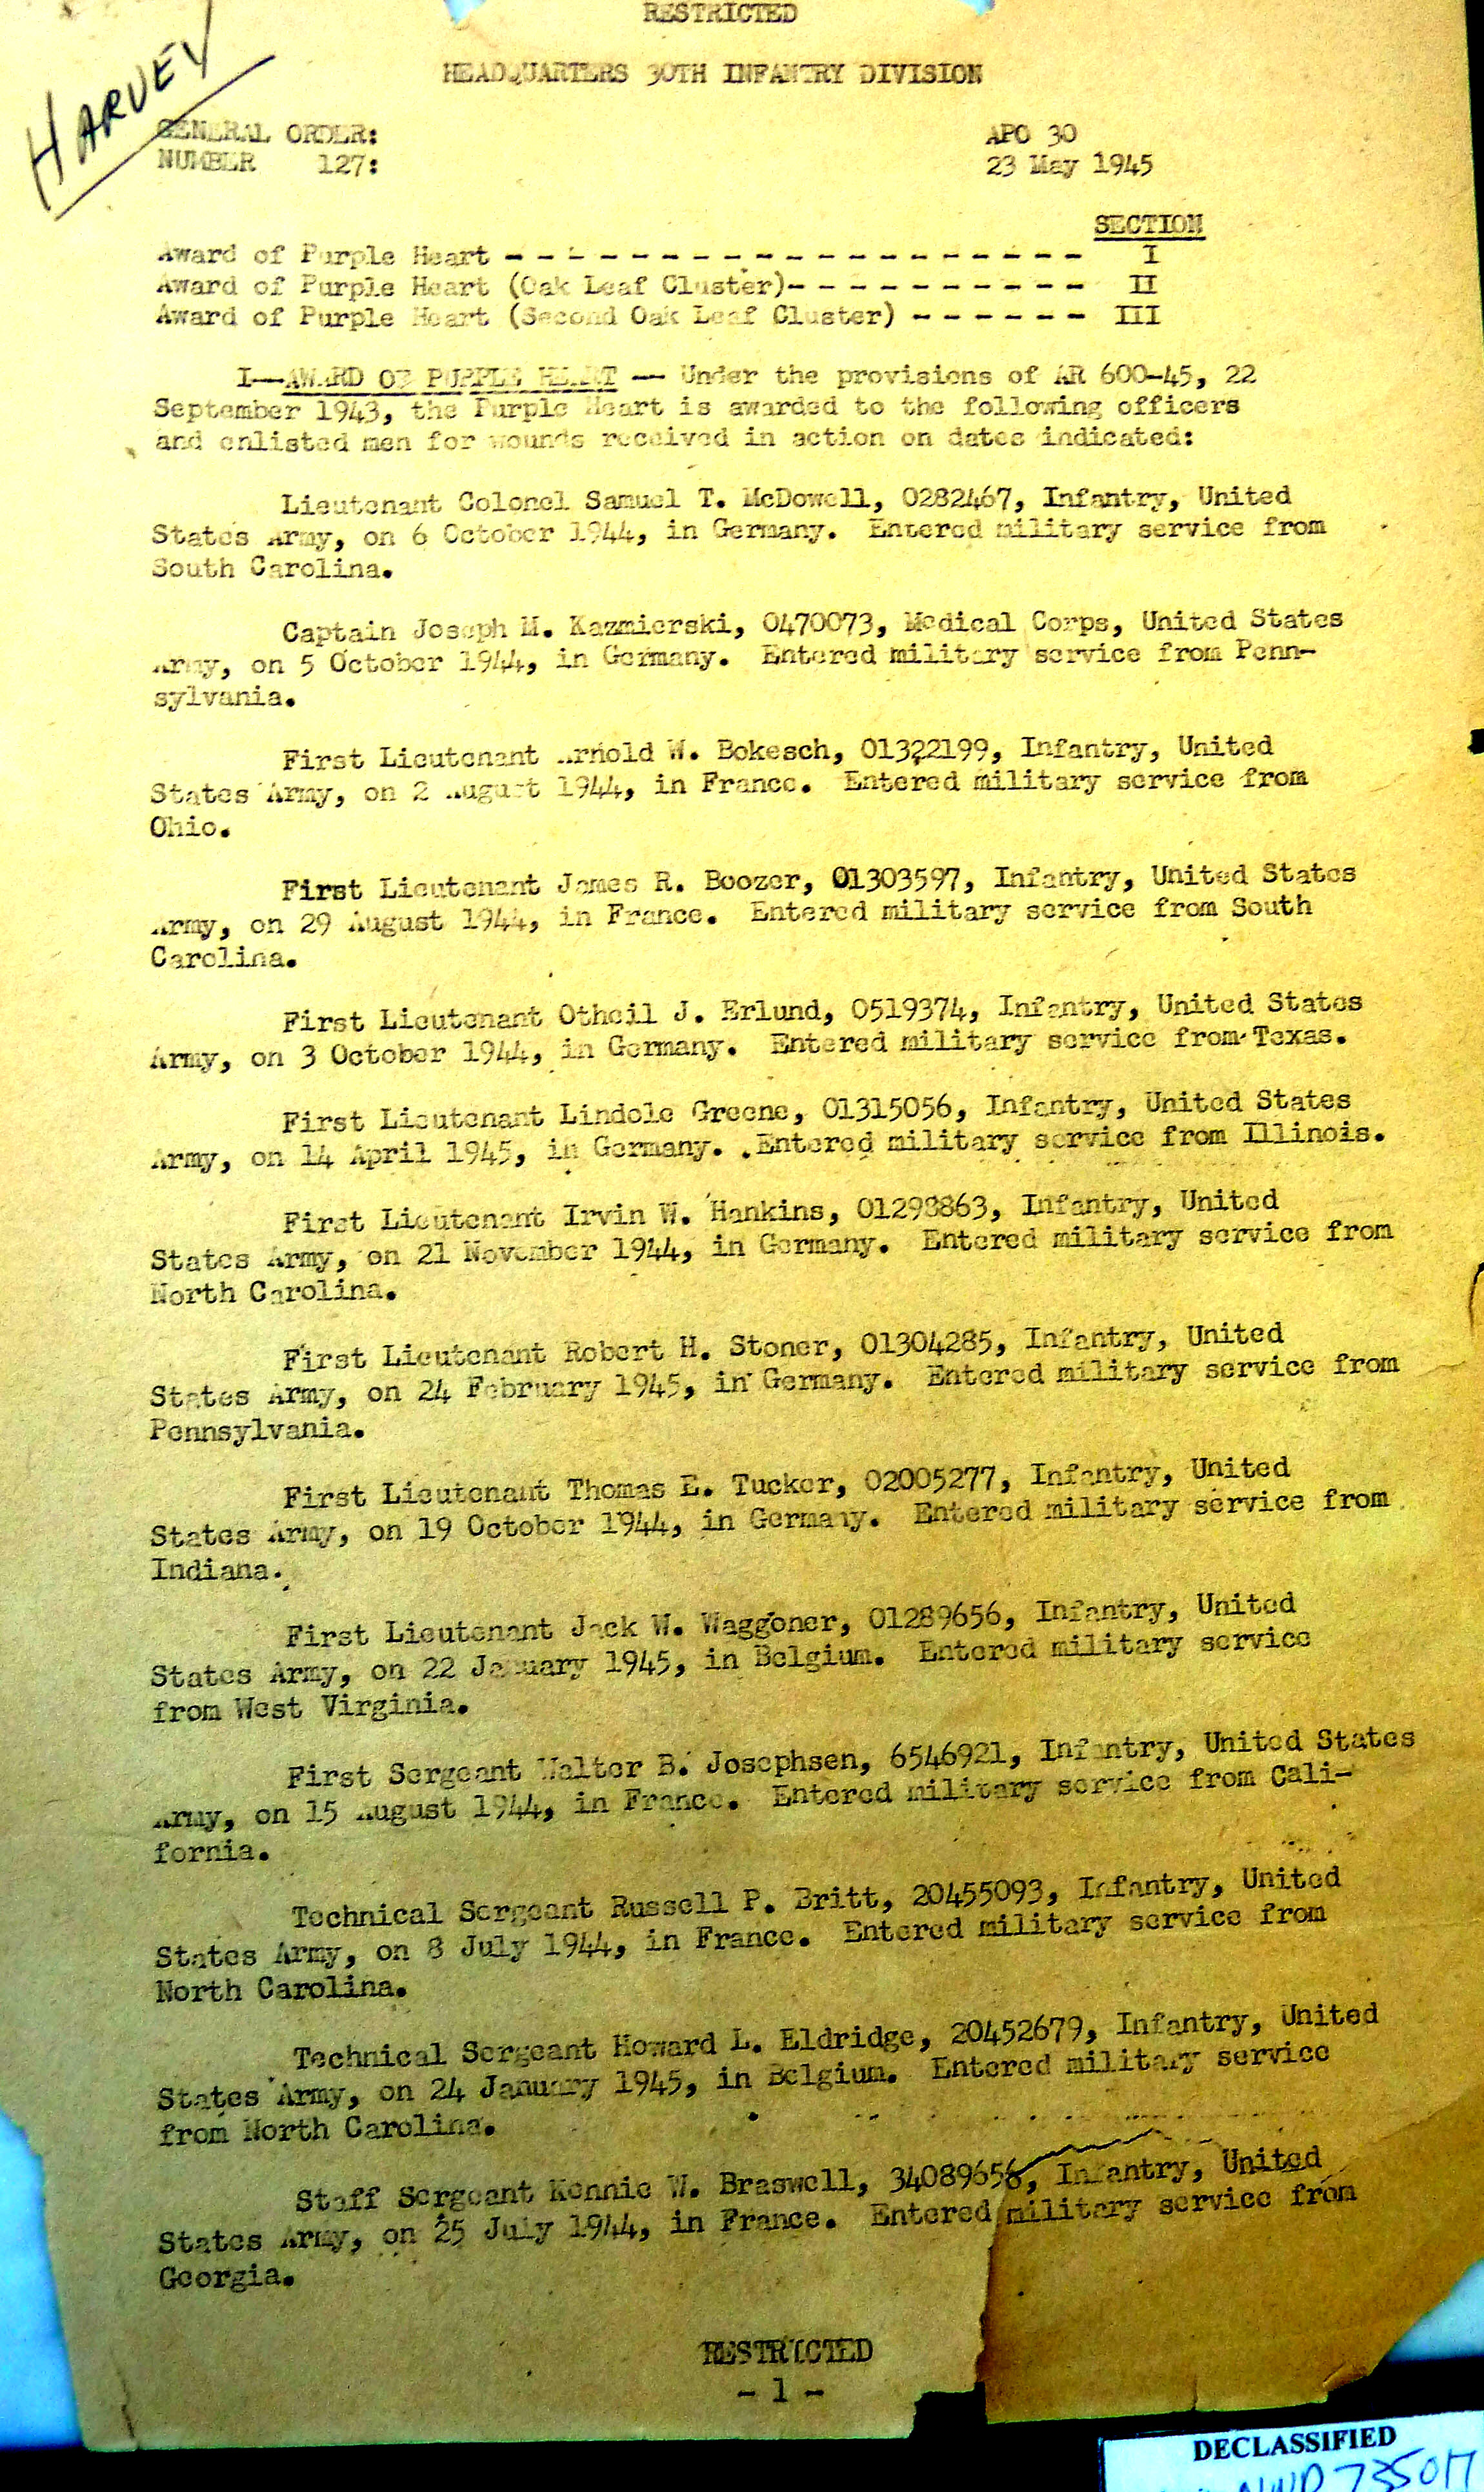 RESTRICTED
HEADQUARTERS 30TH INFANTRY DIVISION
HARVEY
GENERAL ORDER: APO 30
NUMBER 127: 23 May 1945
SECTION
Award of Purple Heart - - - - - - - - - - - - - - - - - - - I
Award of Purple Heart (Oak Leaf Cluster)- - - - - - - - - - II
Award of Purple Heart (Second Oak Leaf Cluster) - - - - - - III
I—AWARD OF PURPLE HEART — Under the provisions of AR 600-45, 22
September 1943, the Purple Heart is awarded to the following officers
and enlisted men for wounds received in action on dates indicated:
Lieutenant Colonel Samuel T. McDowell, 0282467, Infantry, United
States Army, on 6 October 1944, in Germany. Entered military service from
South Carolina.
Captain Joseph M. Kazmierski, 0470073, Medical Corps, United States
Army, on 5 October 1944, in Germany. Entered military service from Penn-
sylvania.
First Lieutenant Arnold W. Bokesch, 01322199, Infantry, United
States Army, on 2 August 1944, in France. Entered military service from
Ohio.
First Lieutenant James R. Boozer, 01303597, Infantry, United States
Army, on 29 August 1944, in France. Entered military service from South
Carolina.
First Lieutenant Otheil J. Erlund, 0519374, Infantry, United States
Army, on 3 October 1944, in Germany. Entered military service from Texas.
First Lieutenant Lindole Greene, 01315056, Infantry, United States
Army, on 14 April 1945, in Germany. Entered military service from Illinois.
First Lieutenant Irvin W. Hankins, 01298863, Infantry, United
States Army, on 21 November 1944, in Germany. Entered military service from
North Carolina.
First Lieutenant Robert H. Stoner, 01304285, Infantry, United
States Army, on 24 February 1945, in Germany. Entered military service from
Pennsylvania.
First Lieutenant Thomas E. Tucker, 02005277, Infantry, United
States Army, on 19 October 1944, in Germany. Entered military service from
Indiana.
First Lieutenant Jack W. Waggoner, 01289656, Infantry, United
States Army, on 22 January 1945, in Belgium. Entered military service
from West Virginia.
First Sergeant Walter B. Josephsen, 6546921, Infantry, United States
Army, on 15 August 1944, in France. Entered military service from Cali-
fornia.
Technical Sergeant Russell P. Britt, 20455093, Infantry, United
States Army, on 8 July 1944, in France. Entered military service from
North Carolina.
Technical Sergeant Howard L. Eldridge, 20452679, Infantry, United
States Army, on 24 January 1945, in Belgium. Entered military service
from North Carolina.
Staff Sergeant Kennie W. Braswell, 34089656, Infantry, United
States Army, on 25 July 1944, in France. Entered military service from
Georgia.
RESTRICTED
- 1 -
DECLASSIFIED
NND 735017